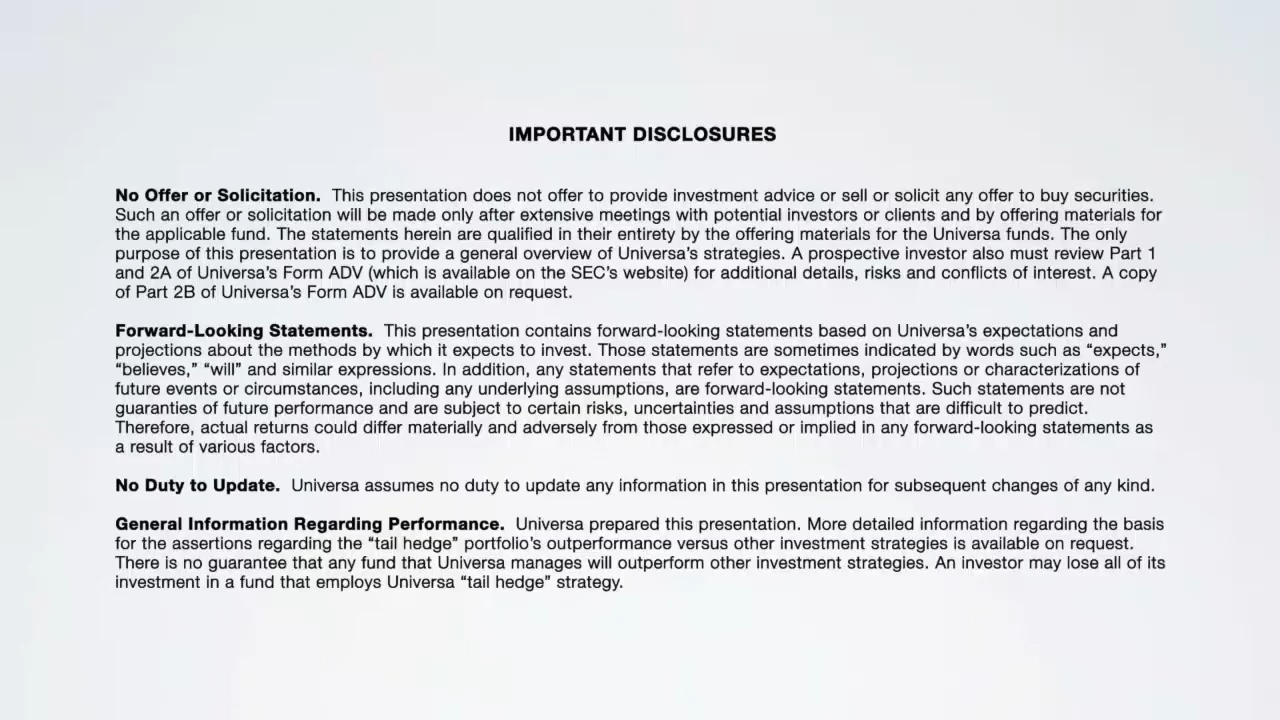 IMPORTANT DISCLOSURES
No Offer or Solicitation. This presentation does not offer to provide investment advice or sell or solicit any offer to buy securities.
Such an offer or solicitation will be made only after extensive meetings with potential investors or clients and by offering materials for
the applicable fund. The statements herein are qualified in their entirety by the offering materials for the Universa funds. The only
purpose of this presentation is to provide a general overview of Universa’s strategies. A prospective investor also must review Part 1
and 2A of Universa’s Form ADV (which is available on the SEC’s website) for additional details, risks and conflicts of interest. A copy
of Part 2B of Universa’s Form ADV is available on request.
Forward-Looking Statements. This presentation contains forward-looking statements based on Universa’s expectations and
projections about the methods by which it expects to invest. Those statements are sometimes indicated by words such as “expects,”
“believes,” “will” and similar expressions. In addition, any statements that refer to expectations, projections or characterizations of
future events or circumstances, including any underlying assumptions, are forward-looking statements. Such statements are not
guaranties of future performance and are subject to certain risks, uncertainties and assumptions that are difficult to predict.
Therefore, actual returns could differ materially and adversely from those expressed or implied in any forward-looking statements as
a result of various factors.
No Duty to Update. Universa assumes no duty to update any information in this presentation for subsequent changes of any kind.
General Information Regarding Performance. Universa prepared this presentation. More detailed information regarding the basis
for the assertions regarding the “tail hedge” portfolio’s outperformance versus other investment strategies is available on request.
There is no guarantee that any fund that Universa manages will outperform other investment strategies. An investor may lose all of its
investment in a fund that employs Universa “tail hedge” strategy.